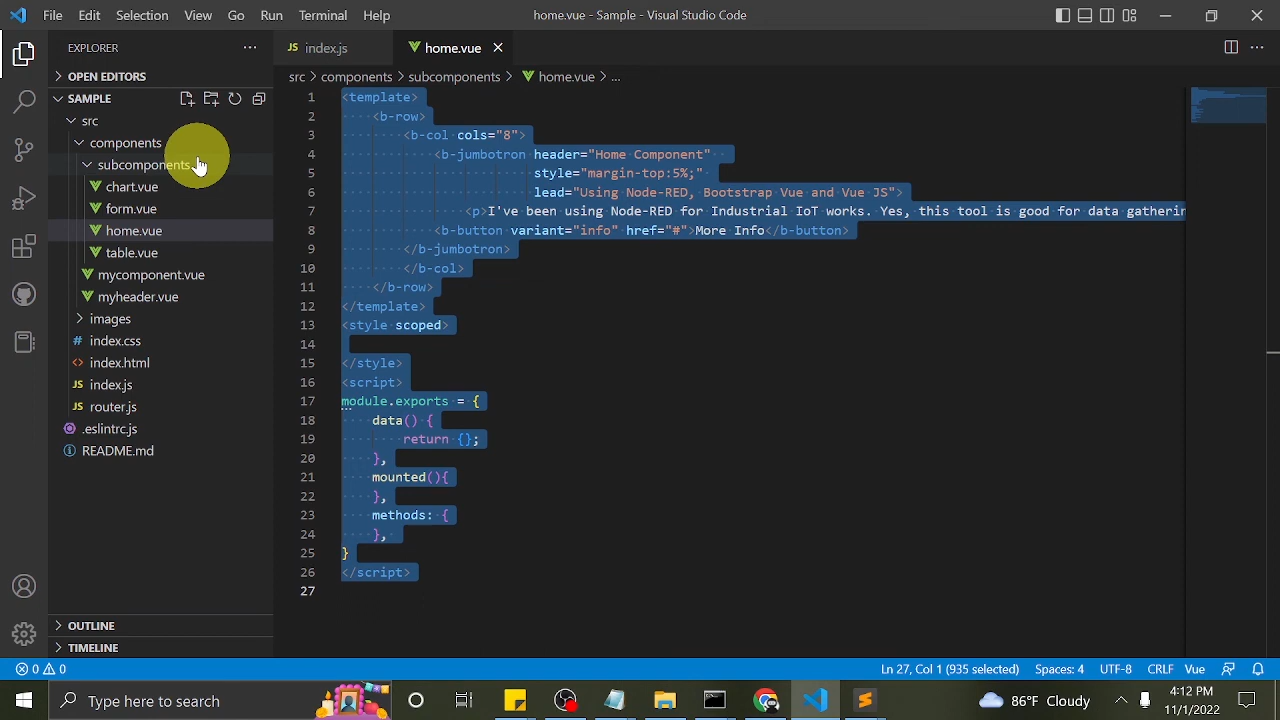 File Edit Selection View Go Run Terminal Help
home.vue - Sample - Visual Studio Code
EXPLORER
OPEN EDITORS
SAMPLE
src
components
subcomponents
chart.vue
form.vue
home.vue
table.vue
mycomponent.vue
myheader.vue
images
# index.css
<> index.html
JS index.js
JS router.js
.eslintrc.js
README.md
OUTLINE
TIMELINE
JS index.js
home.vue
src > components > subcomponents > home.vue > ...
1 <template>
2 <b-row>
3 <b-col cols="8">
4 <b-jumbotron header="Home Component"
5 style="margin-top:5%;"
6 lead="Using Node-RED, Bootstrap Vue and Vue JS">
7 <p>I've been using Node-RED for Industrial IoT works. Yes, this tool is good for data gatherin
8 <b-button variant="info" href="#">More Info</b-button>
9 </b-jumbotron>
10 </b-col>
11 </b-row>
12 </template>
13 <style scoped>
14
15 </style>
16 <script>
17 module.exports = {
18 data() {
19 return {};
20 },
21 mounted(){
22 },
23 methods: {
24 },
25 }
26 </script>
27
0 0
Ln 27, Col 1 (935 selected) Spaces: 4 UTF-8 CRLF Vue
Type here to search
86°F Cloudy
4:12 PM
11/1/2022